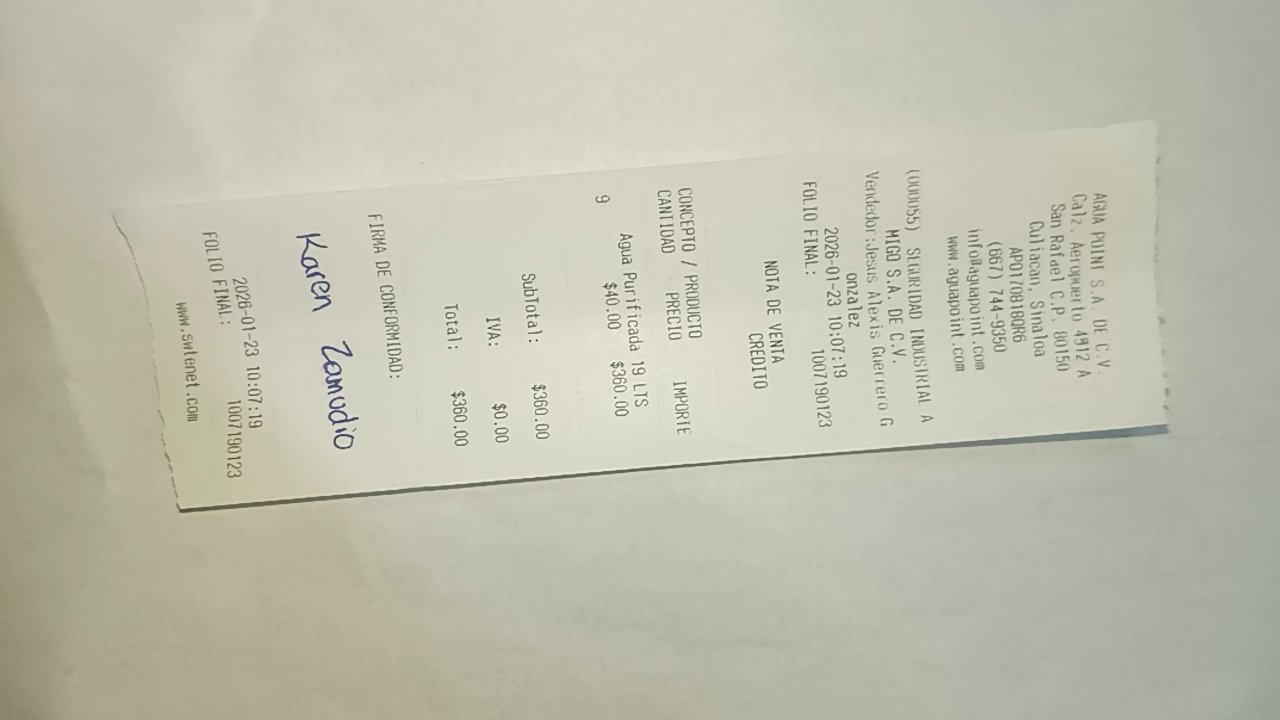 AGUA POINT S.A. DE C.V.
Calz. Aeropuerto 4912 A
San Rafael C.P. 80150
Culiacan, Sinaloa
APO170818QR6
(667) 744-9350
info@aguapoint.com
www.aguapoint.com
(000055) SEGURIDAD INDUSTRIAL A
MIGO S.A. DE C.V.
Vendedor:Jesus Alexis Guerrero G
onzalez
2026-01-23 10:07:19
FOLIO FINAL: 1007190123
NOTA DE VENTA
CREDITO
CONCEPTO / PRODUCTO
CANTIDAD PRECIO IMPORTE
Agua Purificada 19 LTS
9 $40.00 $360.00
SubTotal: $360.00
IVA: $0.00
Total: $360.00
FIRMA DE CONFORMIDAD:
Karen Zamudio
2026-01-23 10:07:19
FOLIO FINAL: 1007190123
www.swtenet.com